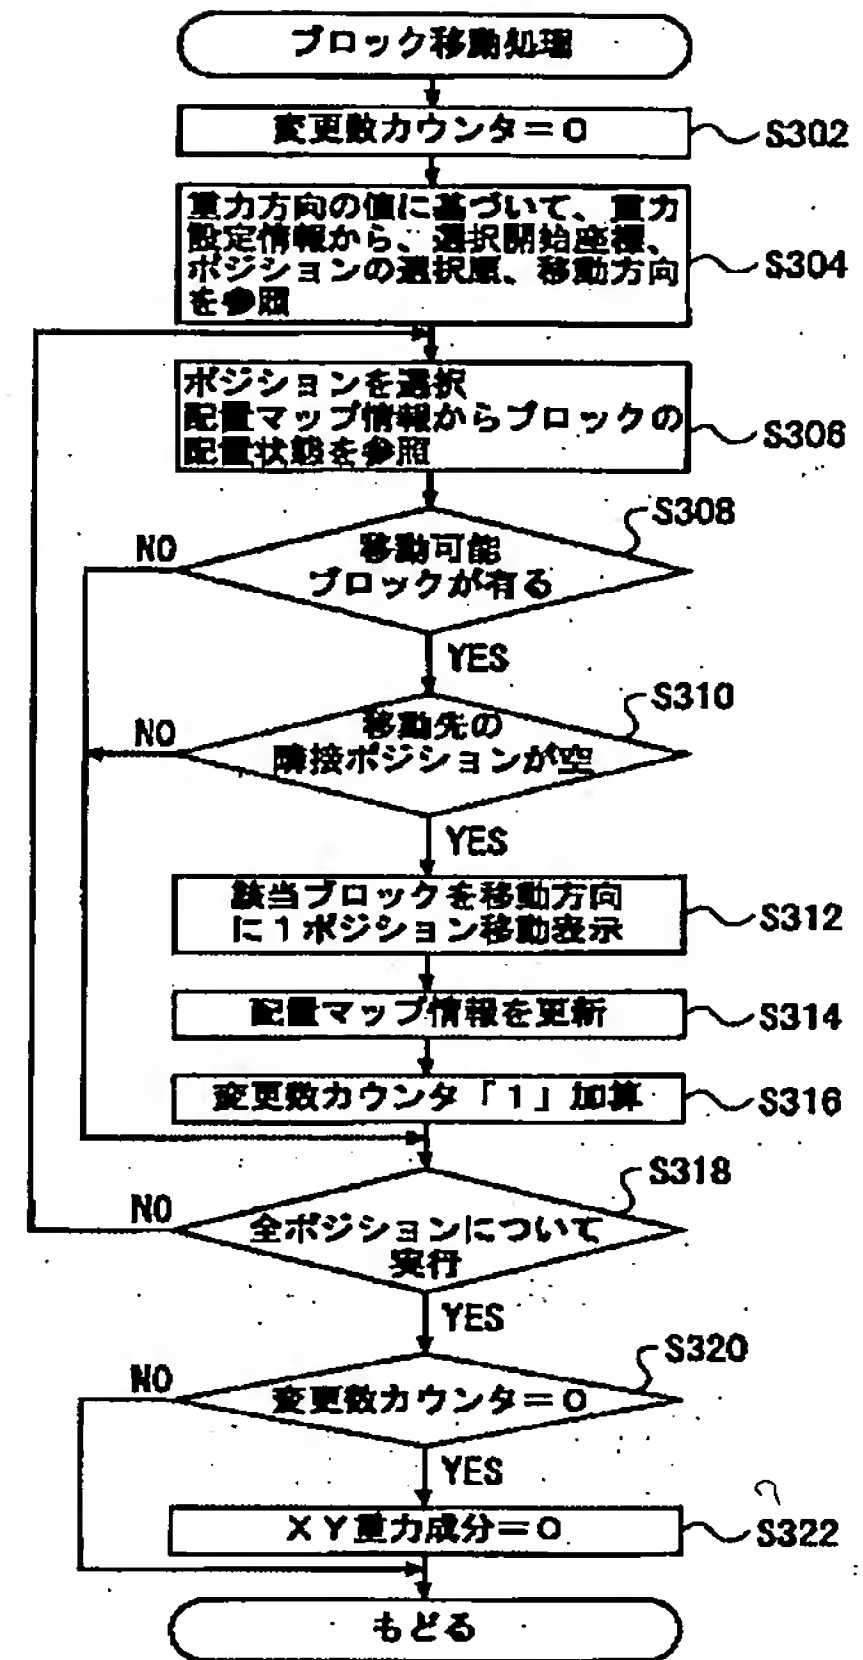 ブロック移動処理
変更数カウンタ=0
S302
重力方向の値に基づいて、重力
設定情報から、選択開始座標、
ポジションの選択順、移動方向
を参照
S304
ポジションを選択
配置マップ情報からブロックの
配置状態を参照
S306
S308
NO
移動可能
ブロックが有る
YES
S310
NO
移動先の
隣接ポジションが空
YES
該当ブロックを移動方向
に1ポジション移動表示
S312
配置マップ情報を更新
S314
変更数カウンタ「1」加算
S316
S318
NO
全ポジションについて
実行
YES
S320
NO
変更数カウンタ=0
YES
XY重力成分=0
S322
もどる